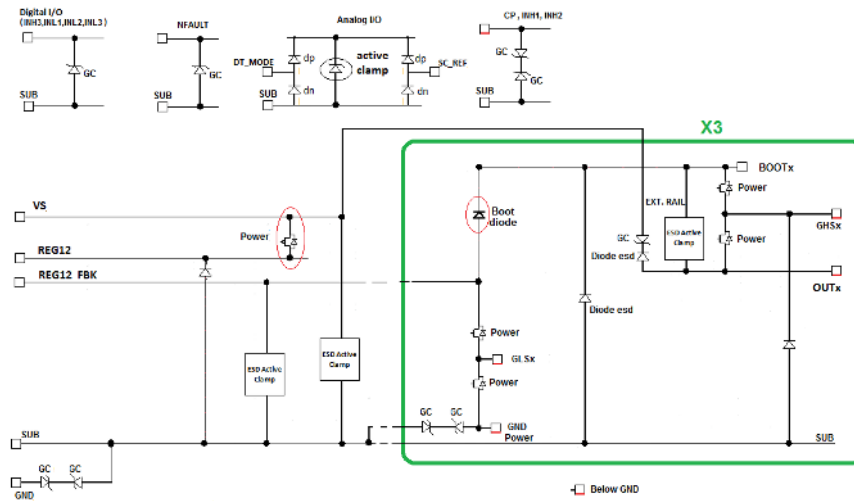 Digital I/O
(INH3,INL1,INL2,INL3)
GC
SUB
NFAULT
GC
SUB
Analog I/O
DT_MODE
dp
dn
active
clamp
dp
dn
SC_REF
SUB
CP , INH1, INH2
GC
GC
SUB
X3
VS
Power
REG12
REG12_FBK
ESD Active
Clamp
ESD Active
Clamp
Boot
diode
Power
GLSx
Power
GC
GC
GND
Power
Diode esd
EXT. RAIL
GC
Diode esd
ESD Active
Clamp
BOOTx
Power
GHSx
Power
OUTx
SUB
SUB
GC
GC
GND
Below GND